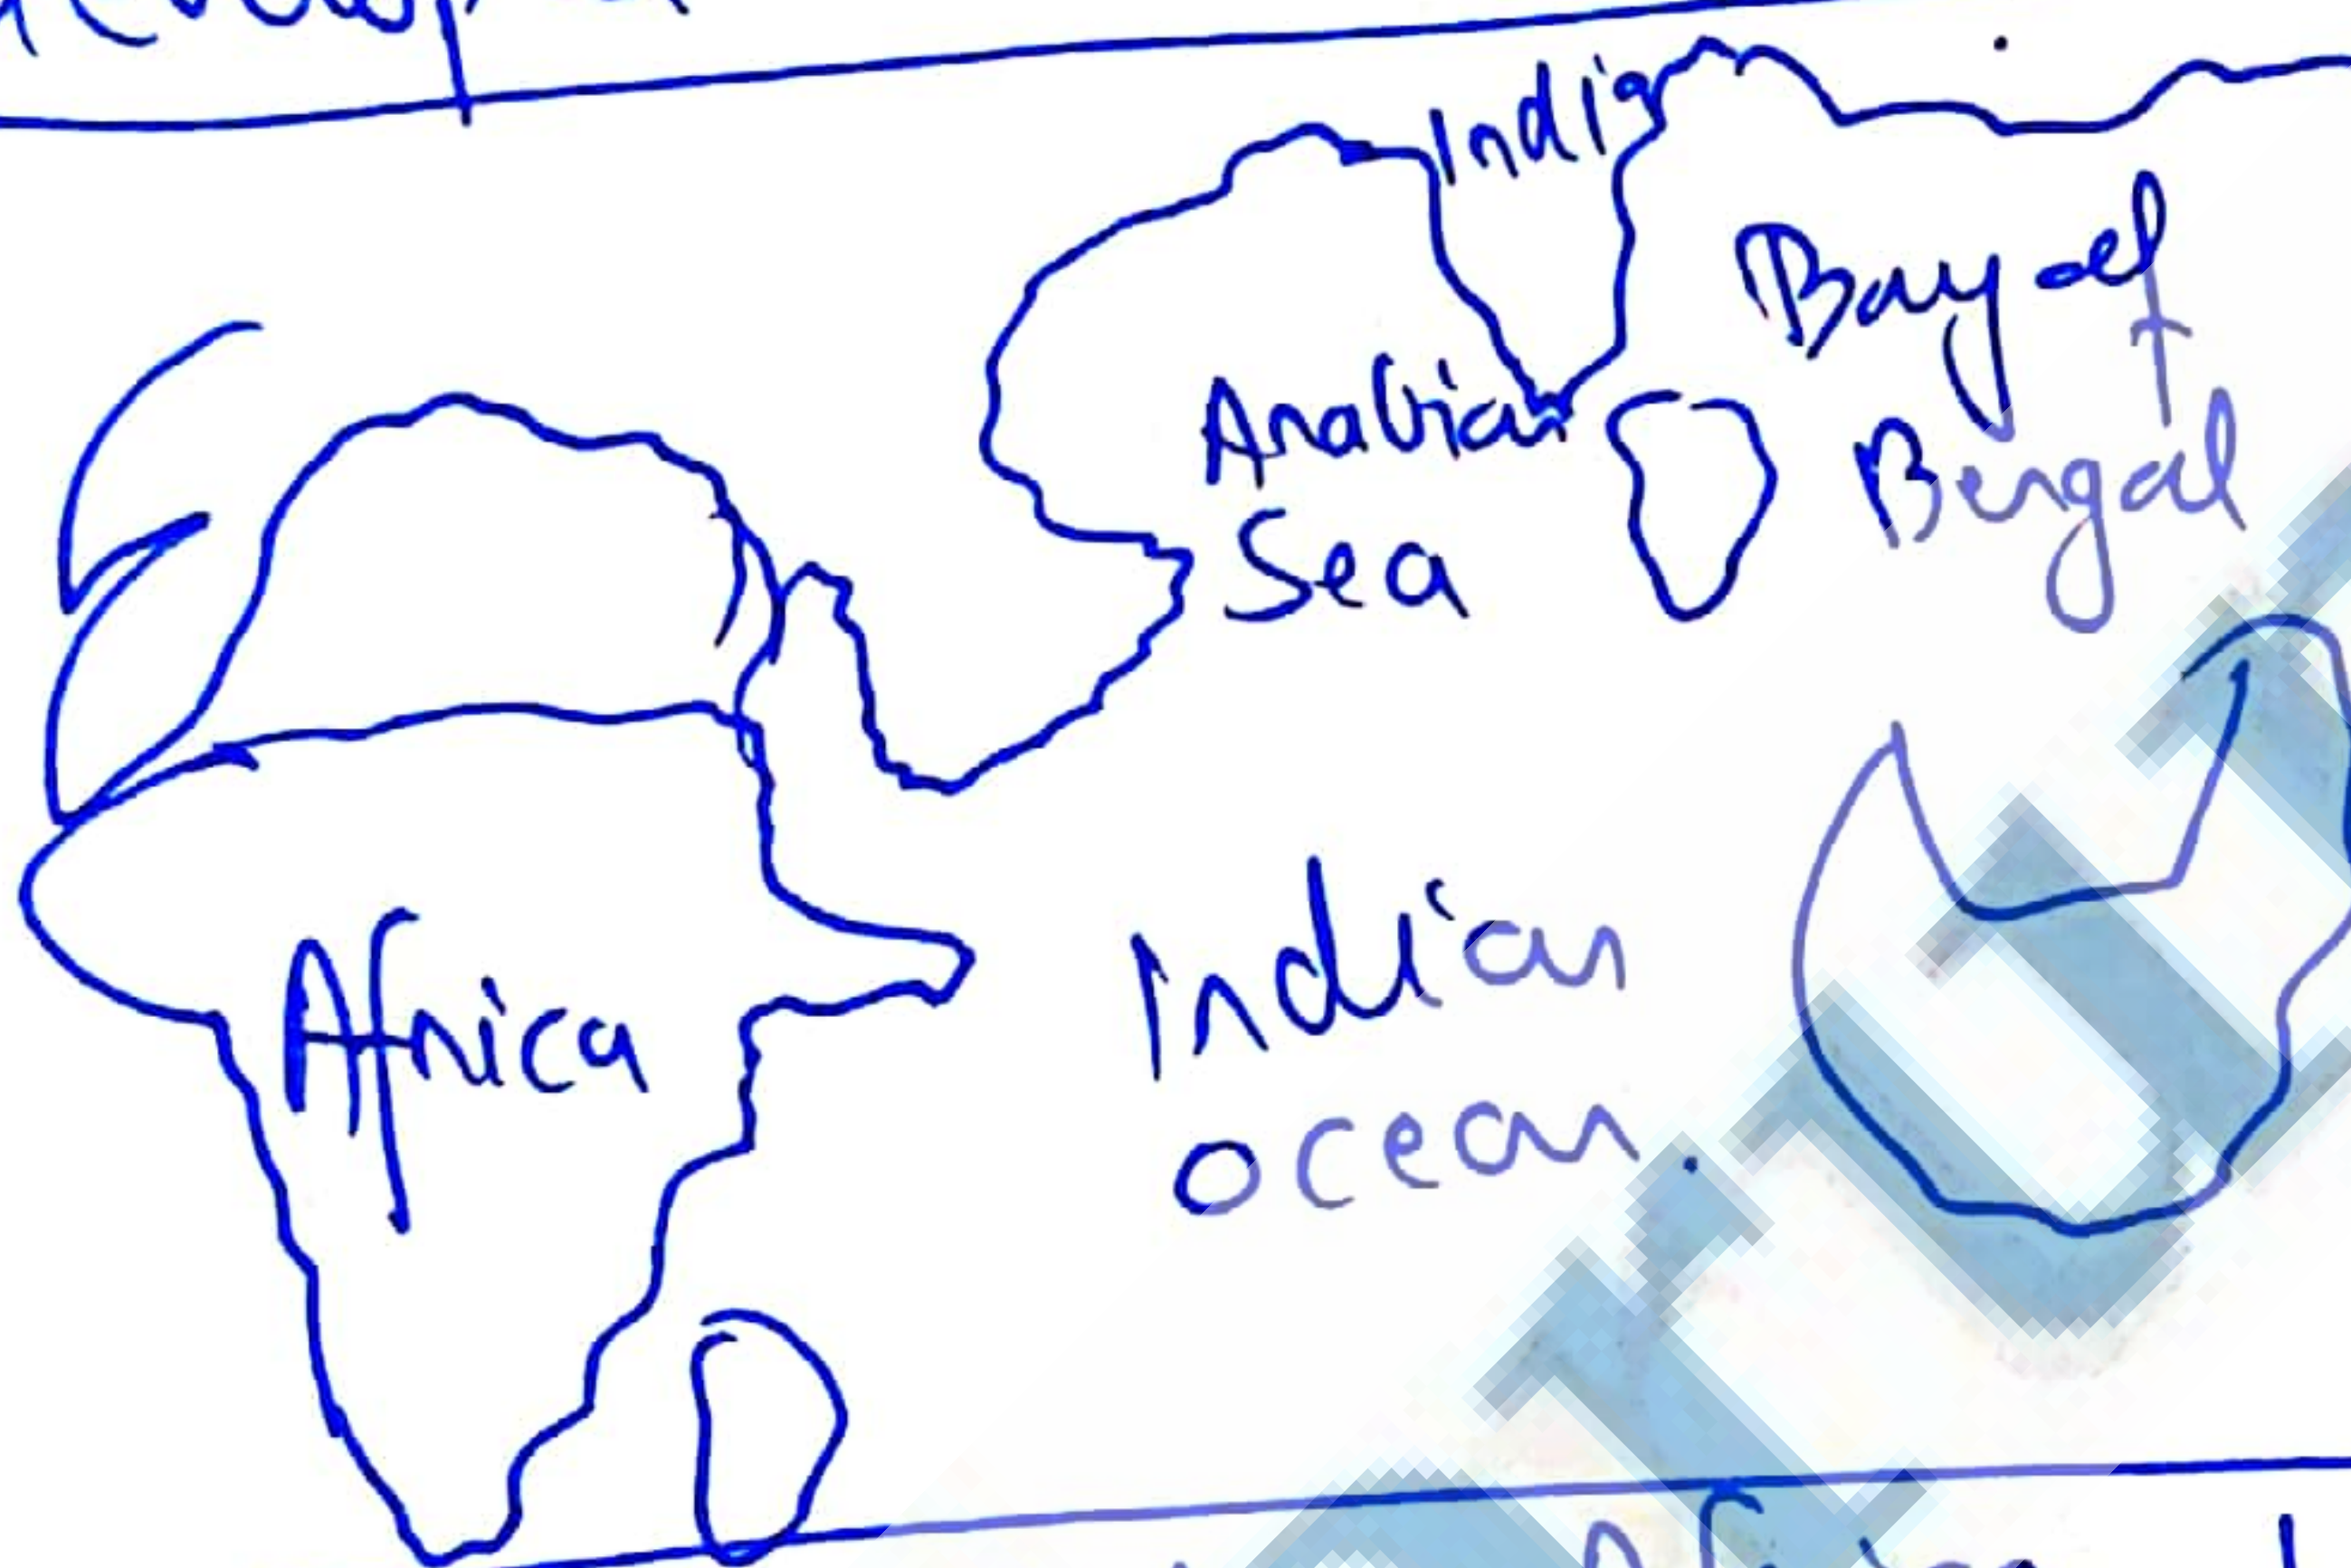 India
Bay of
Bengal
Arabian
Sea
Africa
Indian
ocean.